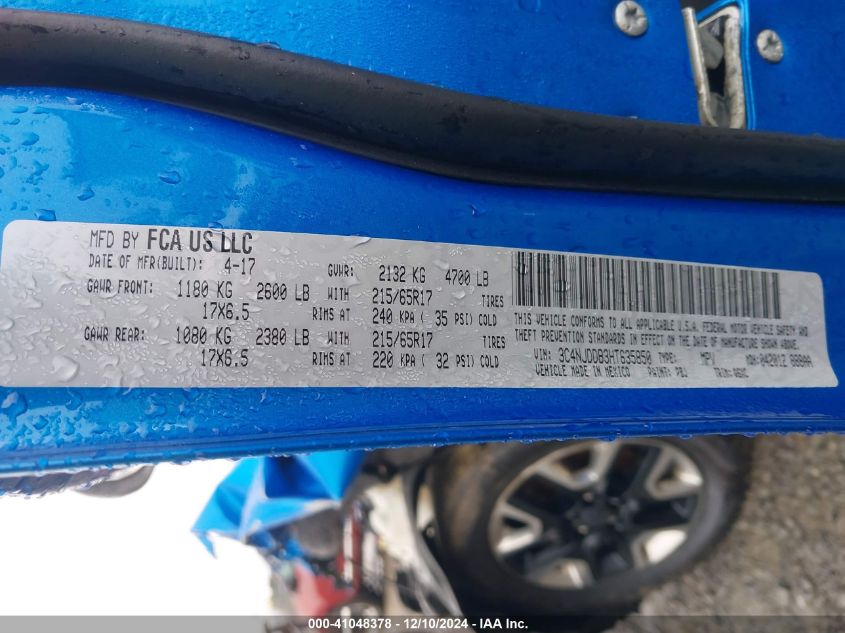 MFD BY FCA US LLC
DATE OF MFR(BUILT): 4-17 GVWR: 2132 KG 4700 LB
GAWR FRONT: 1180 KG 2600 LB WITH 215/65R17 TIRES
17X6.5 RIMS AT 240 KPA ( 35 PSI) COLD
GAWR REAR: 1080 KG 2380 LB WITH 215/65R17 TIRES
17X6.5 RIMS AT 220 KPA ( 32 PSI) COLD
THIS VEHICLE CONFORMS TO ALL APPLICABLE U.S.A. FEDERAL MOTOR VEHICLE SAFETY AND
THEFT PREVENTION STANDARDS IN EFFECT ON THE DATE OF MANUFACTURE SHOWN ABOVE.
VIN: 3C4NJDDB3HT635850 TYPE: MPV MDH:
VEHICLE MADE IN MEXICO PAINT: PBJ TRIM:
000-41048378 - 12/10/2024 - IAA Inc.